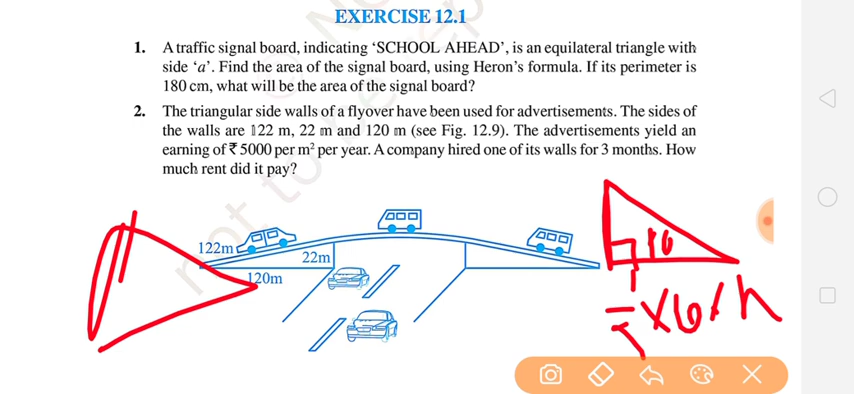 EXERCISE 12.1
1. A traffic signal board, indicating ‘SCHOOL AHEAD’, is an equilateral triangle with
side ‘a’. Find the area of the signal board, using Heron’s formula. If its perimeter is
180 cm, what will be the area of the signal board?
2. The triangular side walls of a flyover have been used for advertisements. The sides of
the walls are 122 m, 22 m and 120 m (see Fig. 12.9). The advertisements yield an
earning of ₹ 5000 per m² per year. A company hired one of its walls for 3 months. How
much rent did it pay?
122m
22m
120m